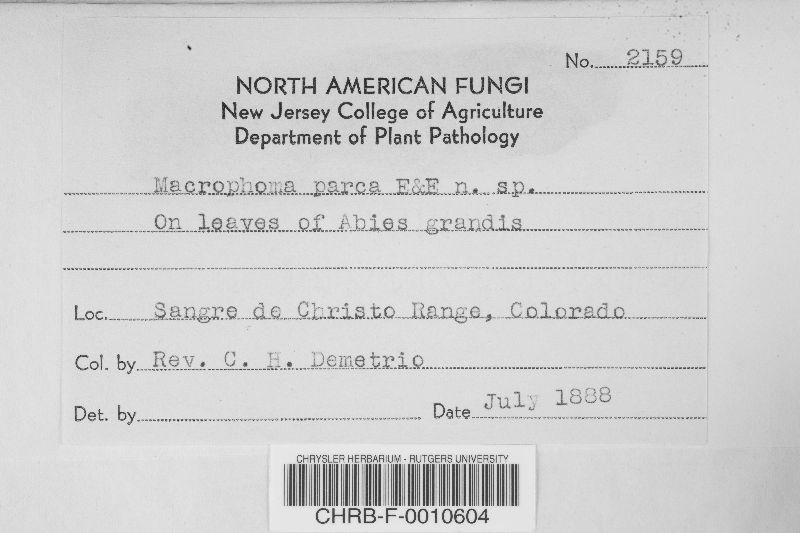 No. 2159
NORTH AMERICAN FUNGI
New Jersey College of Agriculture
Department of Plant Pathology
Macrophoma parca E&E n. sp.
On leaves of Abies grandis
Loc. Sangre de Christo Range, Colorado
Col. by Rev. C. H. Demetrio
Det. by
Date July 1888
CHRYSLER HERBARIUM - RUTGERS UNIVERSITY
CHRB-F-0010604